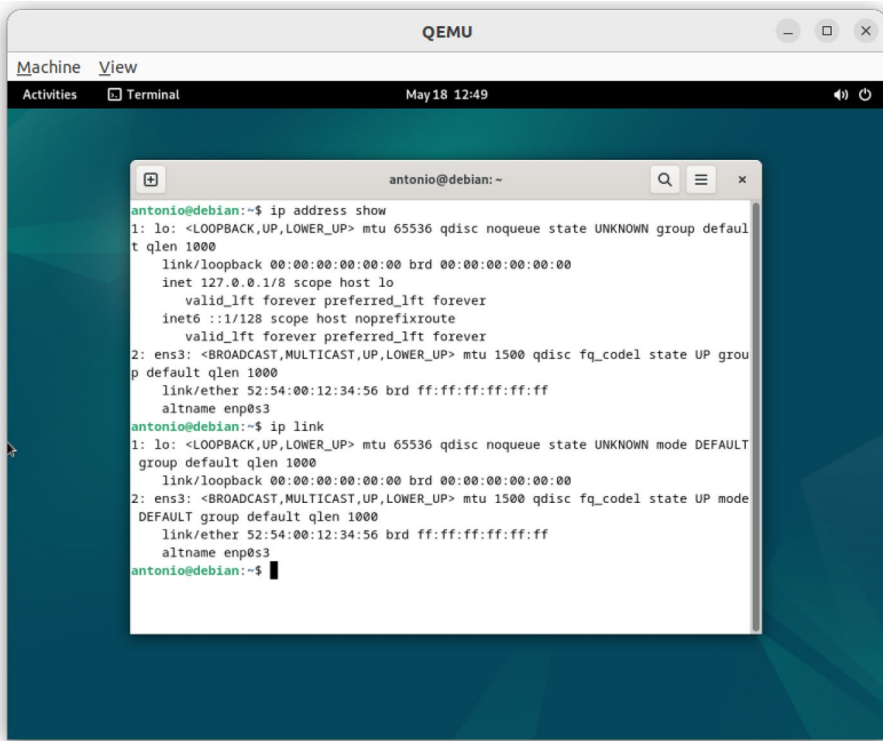 QEMU
Machine View
Activities Terminal May 18 12:49
antonio@debian: ~
antonio@debian:~$ ip address show
1: lo: <LOOPBACK,UP,LOWER_UP> mtu 65536 qdisc noqueue state UNKNOWN group defaul
t qlen 1000
    link/loopback 00:00:00:00:00:00 brd 00:00:00:00:00:00
    inet 127.0.0.1/8 scope host lo
       valid_lft forever preferred_lft forever
    inet6 ::1/128 scope host noprefixroute
       valid_lft forever preferred_lft forever
2: ens3: <BROADCAST,MULTICAST,UP,LOWER_UP> mtu 1500 qdisc fq_codel state UP grou
p default qlen 1000
    link/ether 52:54:00:12:34:56 brd ff:ff:ff:ff:ff:ff
    altname enp0s3
antonio@debian:~$ ip link
1: lo: <LOOPBACK,UP,LOWER_UP> mtu 65536 qdisc noqueue state UNKNOWN mode DEFAULT
 group default qlen 1000
    link/loopback 00:00:00:00:00:00 brd 00:00:00:00:00:00
2: ens3: <BROADCAST,MULTICAST,UP,LOWER_UP> mtu 1500 qdisc fq_codel state UP mode
 DEFAULT group default qlen 1000
    link/ether 52:54:00:12:34:56 brd ff:ff:ff:ff:ff:ff
    altname enp0s3
antonio@debian:~$